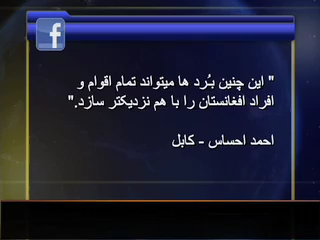 " این چنین بُرد ها میتواند تمام اقوام و
افراد افغانستان را با هم نزدیکتر سازد."
احمد احساس - کابل